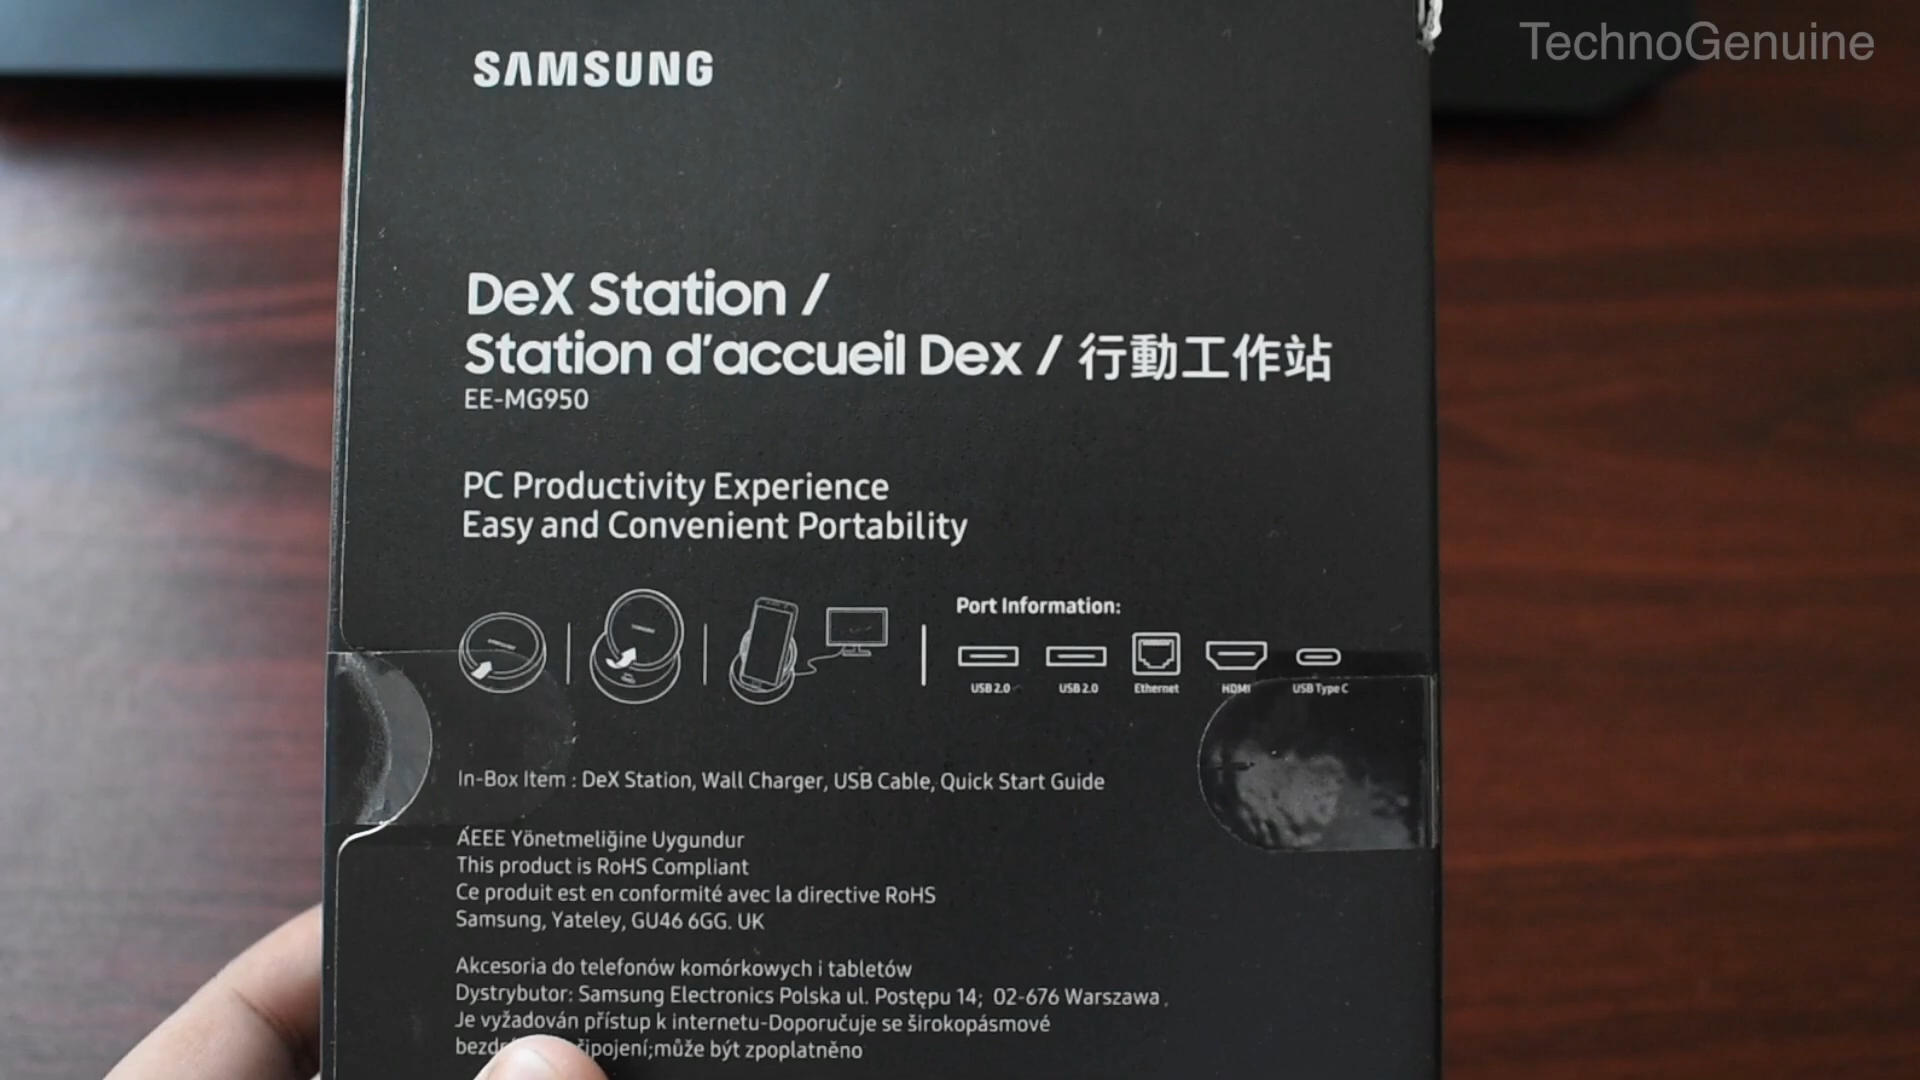 TechnoGenuine
SAMSUNG
DeX Station /
Station d'accueil Dex / 行動工作站
EE-MG950
PC Productivity Experience
Easy and Convenient Portability
Port Information:
USB 2.0 USB 2.0 Ethernet HDMI USB Type C
In-Box Item : DeX Station, Wall Charger, USB Cable, Quick Start Guide
AEEE Yönetmeliğine Uygundur
This product is RoHS Compliant
Ce produit est en conformité avec la directive RoHS
Samsung, Yateley, GU46 6GG. UK
Akcesoria do telefonów komórkowych i tabletów
Dystrybutor: Samsung Electronics Polska ul. Postępu 14; 02-676 Warszawa.
Je vyžadován přístup k internetu-Doporučuje se širokopásmové
může být zpoplatněno